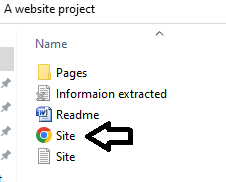 A website project
Name
Pages
Informaion extracted
Readme
Site
Site